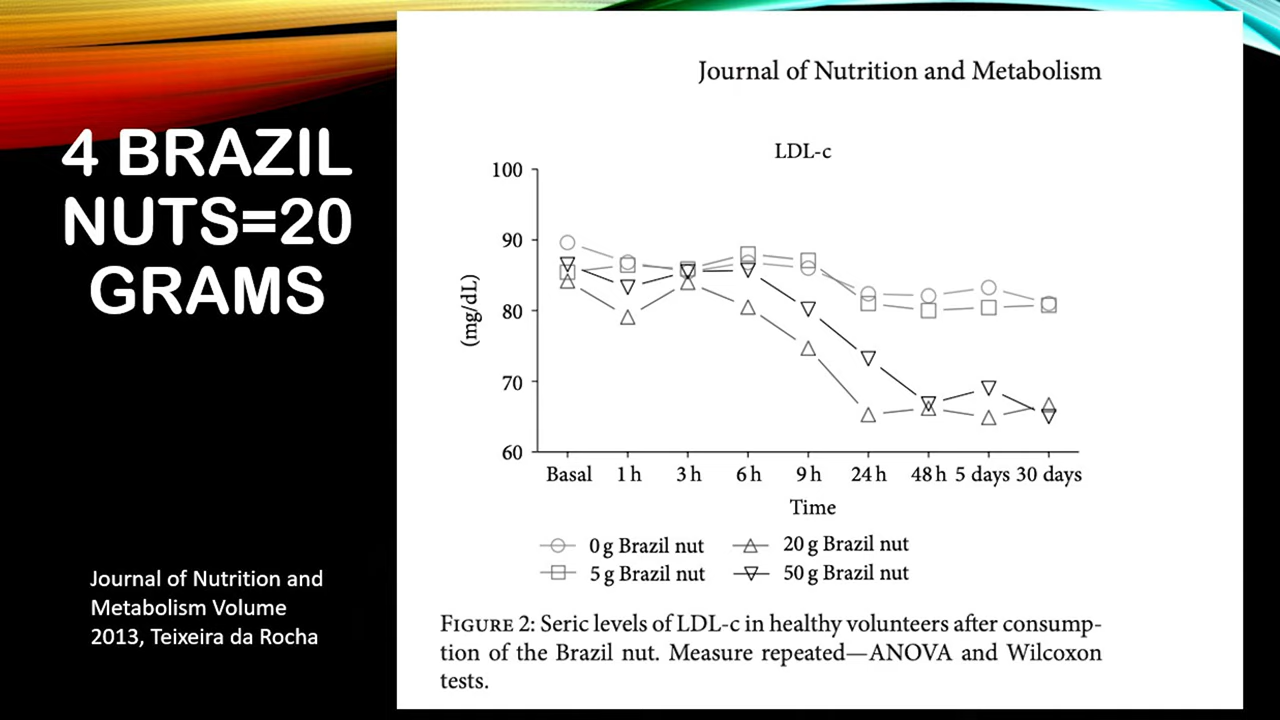 4 BRAZIL
NUTS=20
GRAMS
Journal of Nutrition and
Metabolism Volume
2013, Teixeira da Rocha
Journal of Nutrition and Metabolism
LDL-c
100
90
80
70
60
(mg/dL)
Basal 1 h 3 h 6 h 9 h 24 h 48 h 5 days 30 days
Time
0 g Brazil nut 20 g Brazil nut
5 g Brazil nut 50 g Brazil nut
FIGURE 2: Seric levels of LDL-c in healthy volunteers after consump-
tion of the Brazil nut. Measure repeated—ANOVA and Wilcoxon
tests.